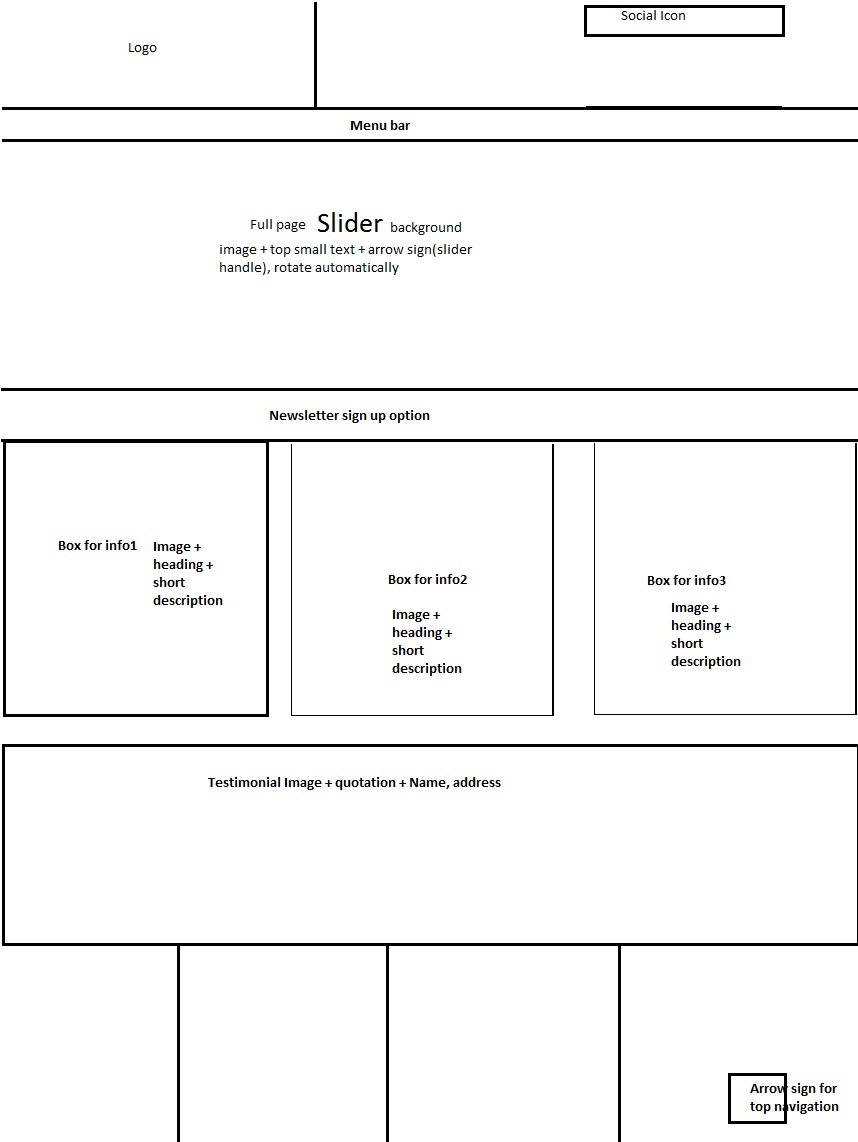 Social Icon
Logo
Menu bar
Full page Slider background
image + top small text + arrow sign(slider
handle), rotate automatically
Newsletter sign up option
Box for info1
Image +
heading +
short
description
Box for info2
Image +
heading +
short
description
Box for info3
Image +
heading +
short
description
Testimonial Image + quotation + Name, address
Arrow sign for
top navigation